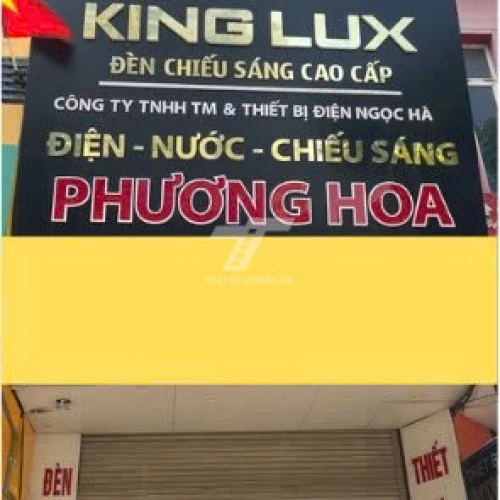 KING LUX
ĐÈN CHIẾU SÁNG CAO CẤP
CÔNG TY TNHH TM & THIẾT BỊ ĐIỆN NGỌC HÀ
ĐIỆN - NƯỚC - CHIẾU SÁNG
PHƯƠNG HOA
ĐÈN
THIẾT